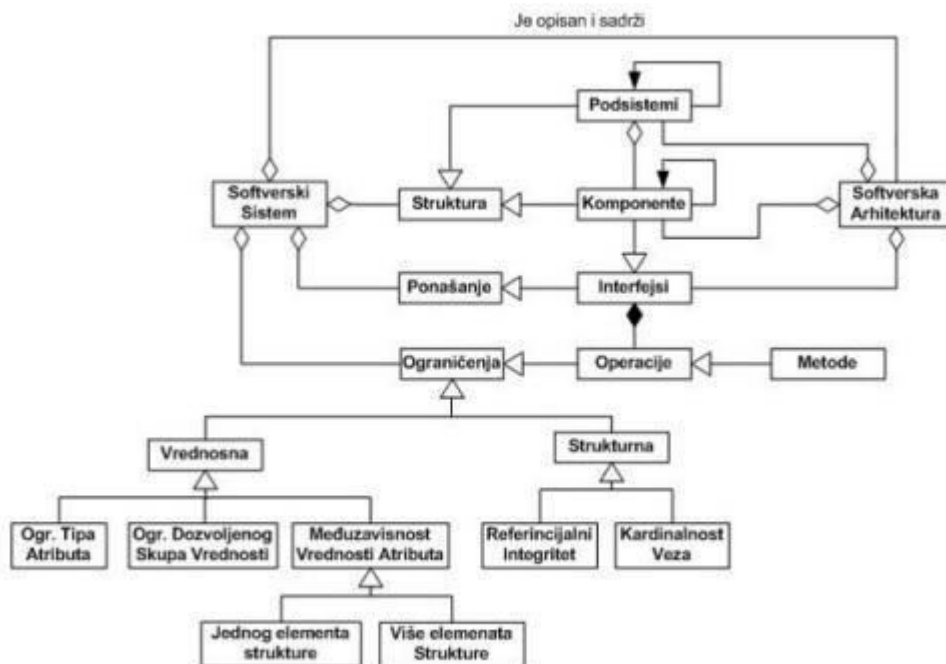 Je opisan i sadrži
Podsistemi
Softverski
Sistem
Struktura
Komponente
Softverska
Arhitektura
Ponašanje
Interfejsi
Ograničenja
Operacije
Metode
Vrednosna
Strukturna
Ogr. Tipa
Atributa
Ogr. Dozvoljenog
Skupa Vrednosti
Međuzavisnost
Vrednosti Atributa
Referincijalni
Integritet
Kardinalnost
Veza
Jednog elementa
strukture
Više elemenata
Strukture